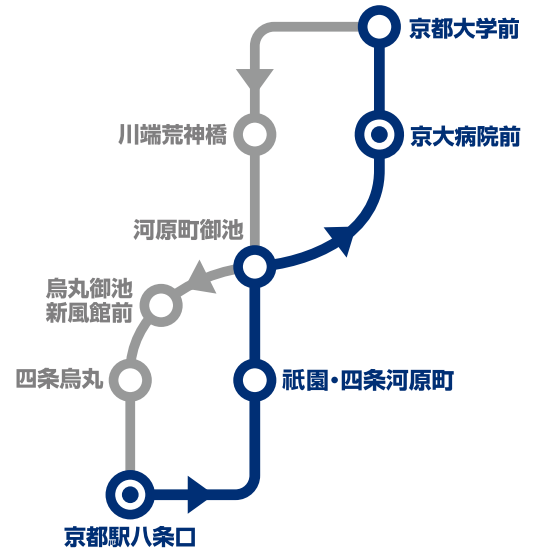 京都大学前
川端荒神橋
京大病院前
河原町御池
烏丸御池
新風館前
四条烏丸
祇園・四条河原町
京都駅八条口